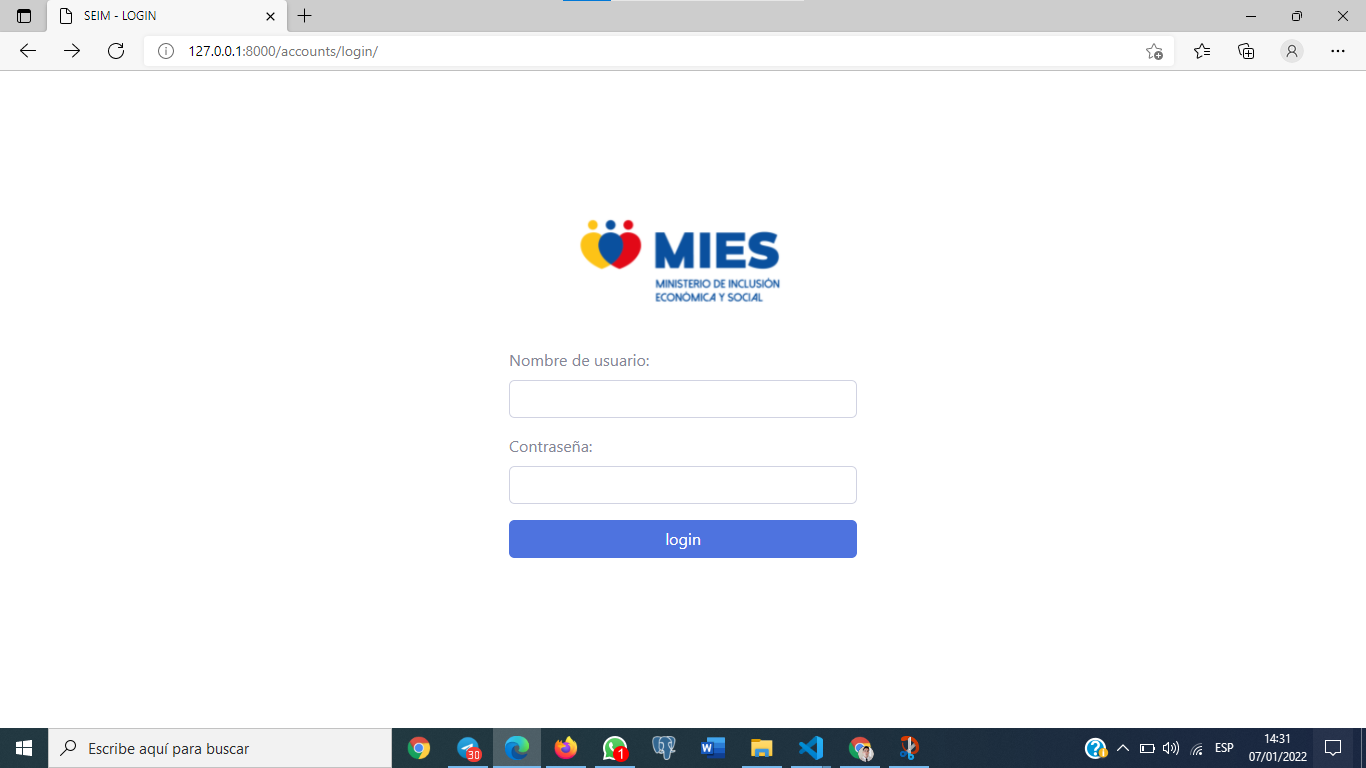 SEIM - LOGIN
127.0.0.1:8000/accounts/login/
MIES
MINISTERIO DE INCLUSIÓN
ECONÓMICA Y SOCIAL
Nombre de usuario:
Contraseña:
login
Escribe aquí para buscar
30
1
W
ESP
14:31
07/01/2022